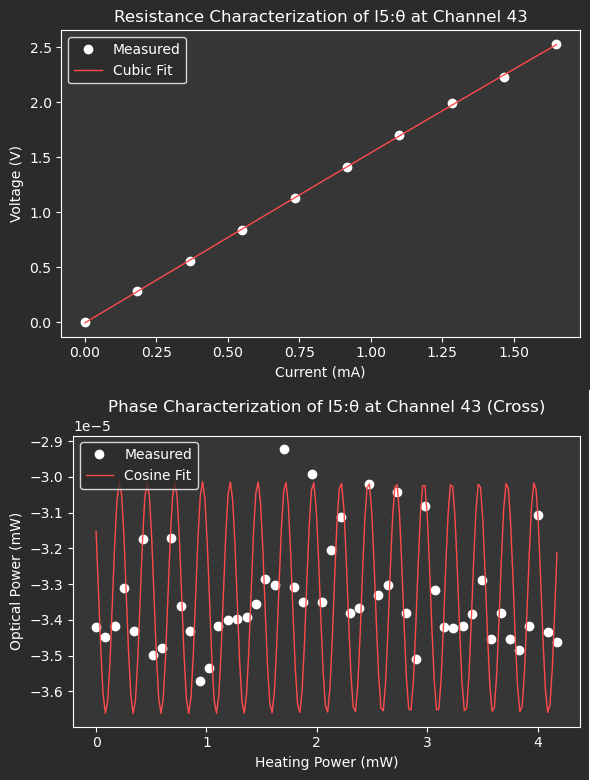 Resistance Characterization of I5:θ at Channel 43
Measured
Cubic Fit
2.5
2.0
1.5
1.0
0.5
0.0
Voltage (V)
0.00 0.25 0.50 0.75 1.00 1.25 1.50
Current (mA)
Phase Characterization of I5:θ at Channel 43 (Cross)
1e−5
Measured
Cosine Fit
−2.9
−3.0
−3.1
−3.2
−3.3
−3.4
−3.5
−3.6
Optical Power (mW)
0 1 2 3 4
Heating Power (mW)